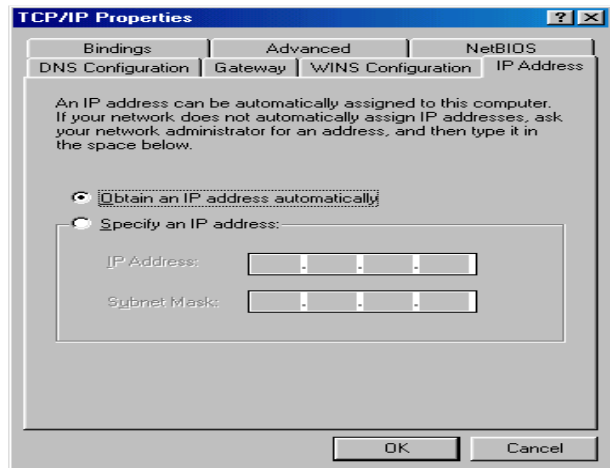 TCP/IP Properties
Bindings Advanced NetBIOS
DNS Configuration Gateway WINS Configuration IP Address
An IP address can be automatically assigned to this computer.
If your network does not automatically assign IP addresses, ask
your network administrator for an address, and then type it in
the space below.
Obtain an IP address automatically
Specify an IP address:
IP Address:
Subnet Mask:
OK Cancel